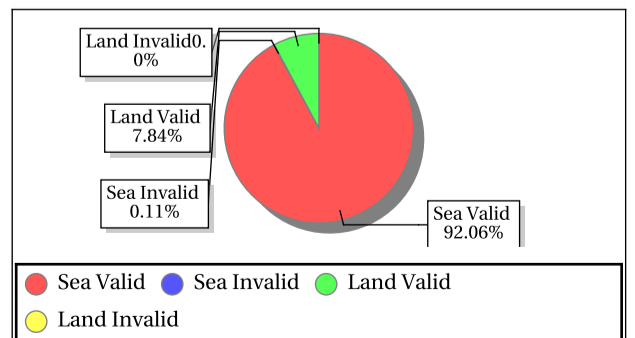 Land Invalid0.
0%
Land Valid
7.84%
Sea Invalid
0.11%
Sea Valid
92.06%
Sea Valid Sea Invalid Land Valid
Land Invalid